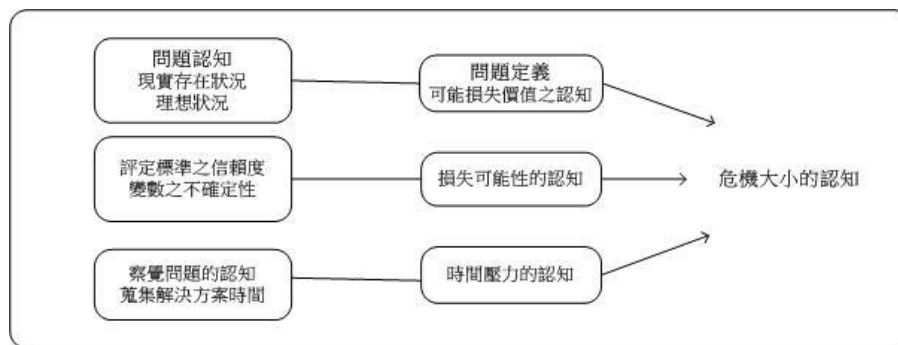 問題認知
現實存在狀況
理想狀況
問題定義
可能損失價值之認知
評定標準之信賴度
變數之不確定性
損失可能性的認知
危機大小的認知
察覺問題的認知
蒐集解決方案時間
時間壓力的認知